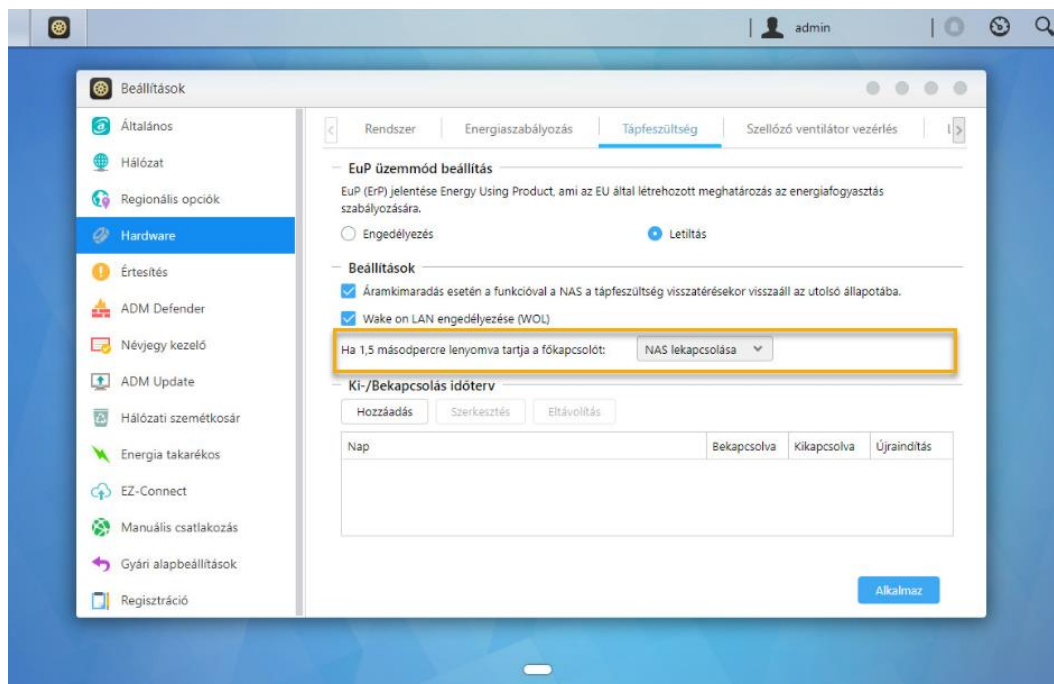 admin
Beállítások
Általános
Hálózat
Regionális opciók
Hardware
Értesítés
ADM Defender
Névjegy kezelő
ADM Update
Hálózati szemétkosár
Energia takarékos
EZ-Connect
Manuális csatlakozás
Gyári alapbeállítások
Regisztráció
Rendszer Energiaszabályozás Tápfeszültség Szellőző ventilátor vezérlés
EuP üzemmód beállítás
EuP (ErP) jelentése Energy Using Product, ami az EU által létrehozott meghatározás az energiafogyasztás
szabályozására.
Engedélyezés Letiltás
Beállítások
Áramkimaradás esetén a funkcióval a NAS a tápfeszültség visszatérésekor visszaáll az utolsó állapotába.
Wake on LAN engedélyezése (WOL)
Ha 1,5 másodpercre lenyomva tartja a főkapcsolót: NAS lekapcsolása
Ki-/Bekapcsolás időterv
Hozzáadás Szerkesztés Eltávolítás
Nap Bekapcsolva Kikapcsolva Újraindítás
Alkalmaz